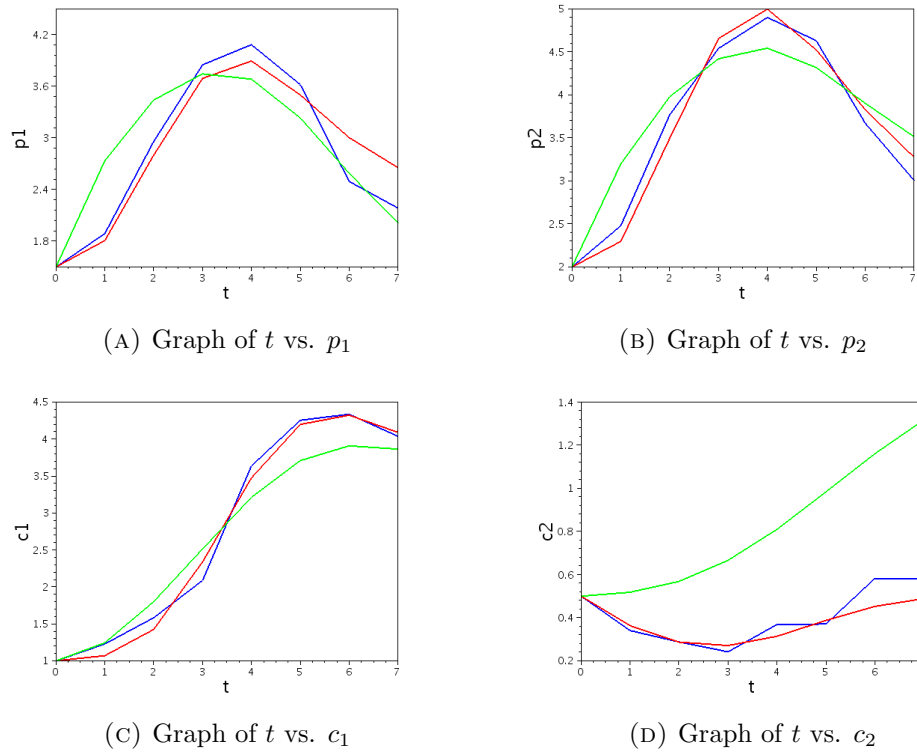 4.2
3.6
3
2.4
1.8
p1
0 1 2 3 4 5 6 7
t
(A) Graph of t vs. p₁
5
4.5
4
3.5
3
2.5
2
p2
0 1 2 3 4 5 6 7
t
(B) Graph of t vs. p₂
4.5
4
3.5
3
2.5
2
1.5
1
c1
0 1 2 3 4 5 6 7
t
(C) Graph of t vs. c₁
1.4
1.2
1
0.8
0.6
0.4
0.2
c2
0 1 2 3 4 5 6
t
(D) Graph of t vs. c₂